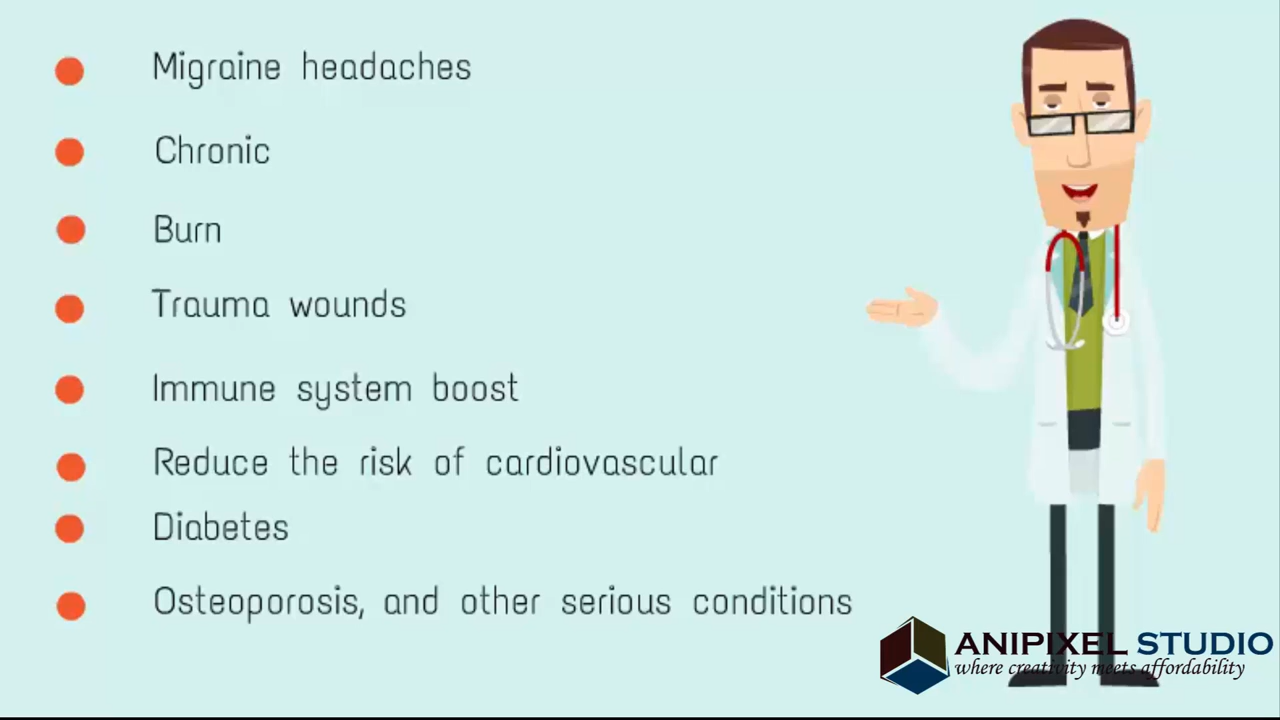 Migraine headaches
Chronic
Burn
Trauma wounds
Immune system boost
Reduce the risk of cardiovascular
Diabetes
Osteoporosis, and other serious conditions
ANIPIXEL STUDIO
where creativity meets affordability